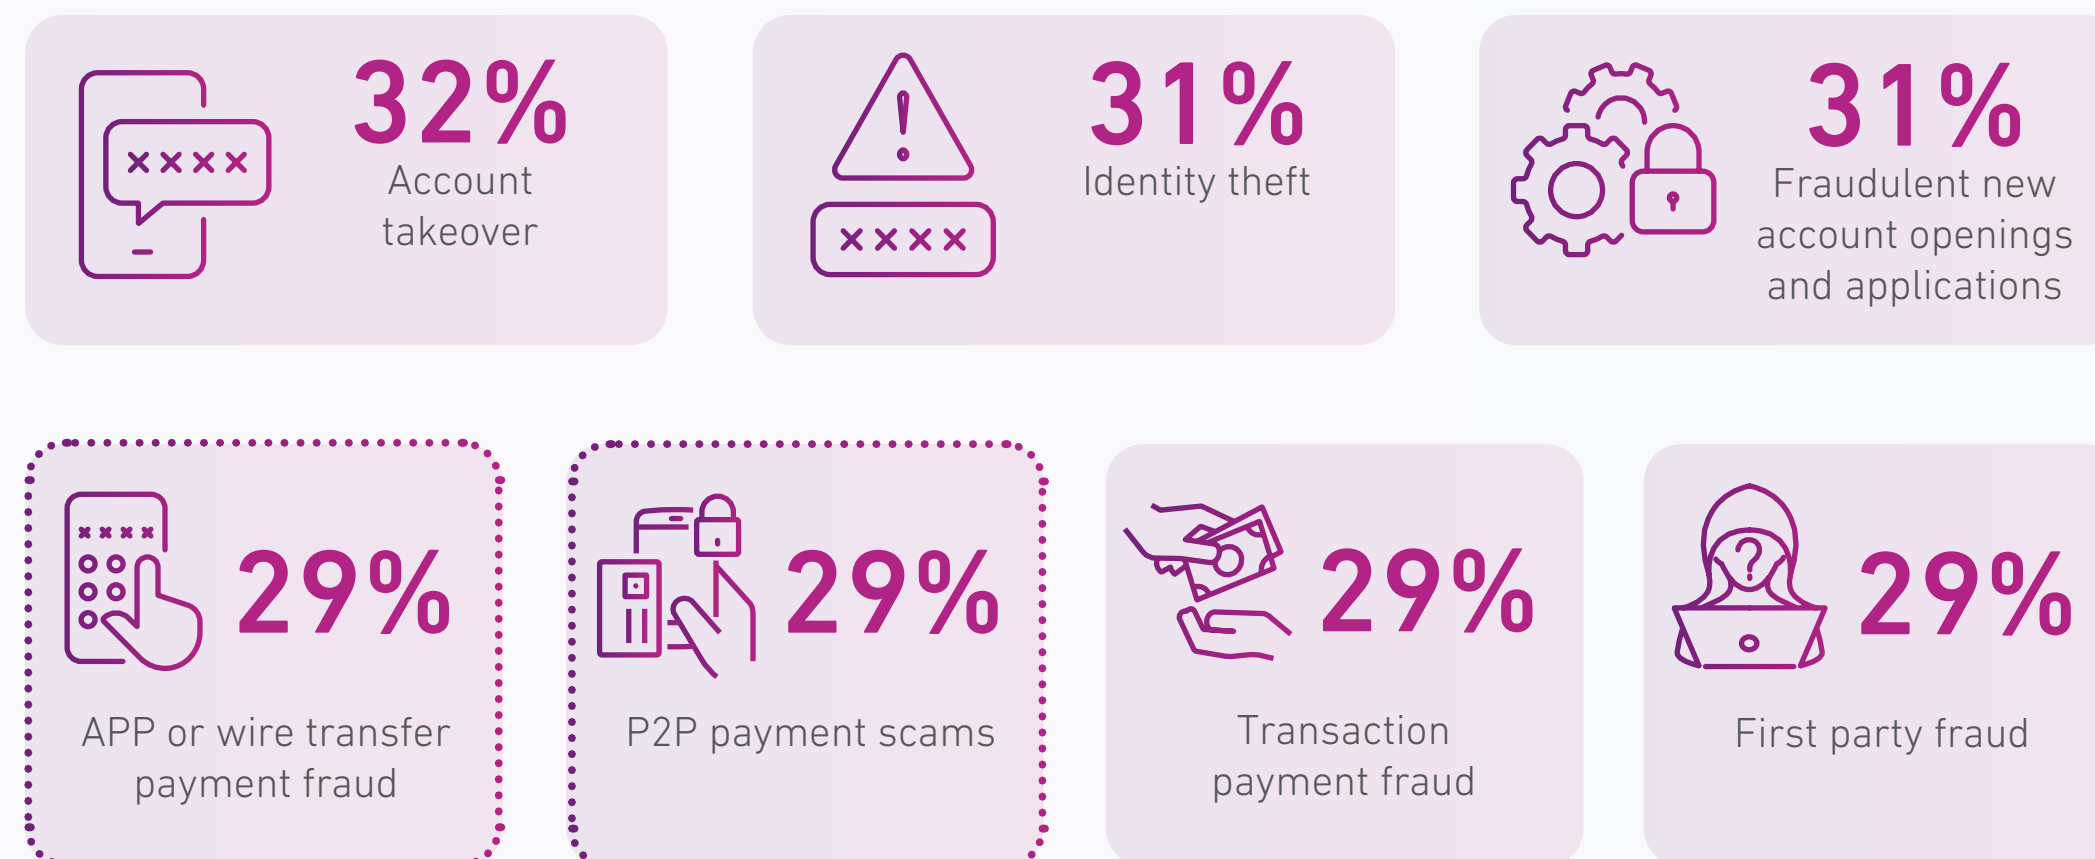 32%
Account
takeover
31%
Identity theft
31%
Fraudulent new
account openings
and applications
29%
APP or wire transfer
payment fraud
29%
P2P payment scams
29%
Transaction
payment fraud
29%
First party fraud